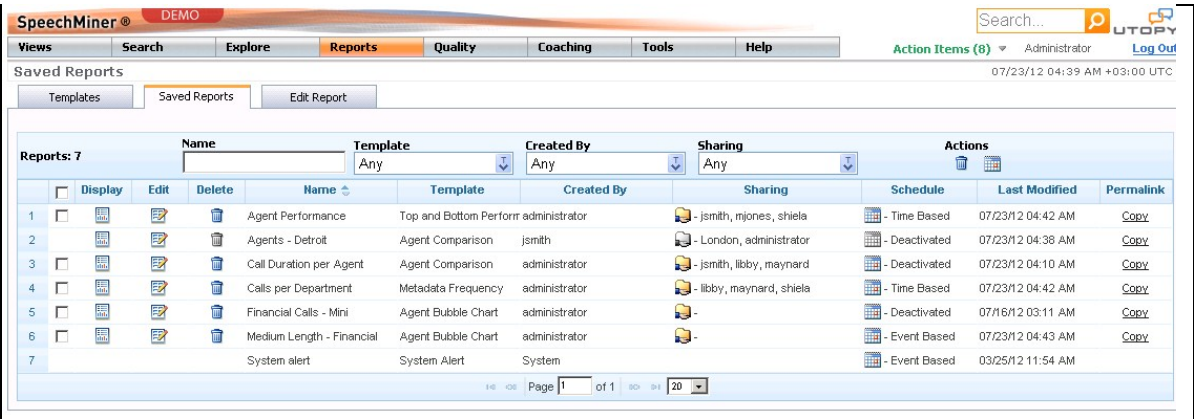 SpeechMiner ® DEMO Search... UTOPY
Views Search Explore Reports Quality Coaching Tools Help Action Items (8) Administrator Log Out
Saved Reports 07/23/12 04:39 AM +03:00 UTC
Templates Saved Reports Edit Report
Name Template Created By Sharing Actions
Reports: 7 Any Any Any
Display Edit Delete Name Template Created By Sharing Schedule Last Modified Permalink
1 Agent Performance Top and Bottom Perform administrator - jsmith, mjones, shiela - Time Based 07/23/12 04:42 AM Copy
2 Agents - Detroit Agent Comparison jsmith - London, administrator - Deactivated 07/23/12 04:38 AM Copy
3 Call Duration per Agent Agent Comparison administrator - jsmith, libby, maynard - Deactivated 07/23/12 04:10 AM Copy
4 Calls per Department Metadata Frequency administrator - libby, maynard, shiela - Time Based 07/23/12 04:42 AM Copy
5 Financial Calls - Mini Agent Bubble Chart administrator - - Deactivated 07/16/12 03:11 AM Copy
6 Medium Length - Financial Agent Bubble Chart administrator - - Event Based 07/23/12 04:43 AM Copy
7 System alert System Alert System - Event Based 03/25/12 11:54 AM
Page 1 of 1 20